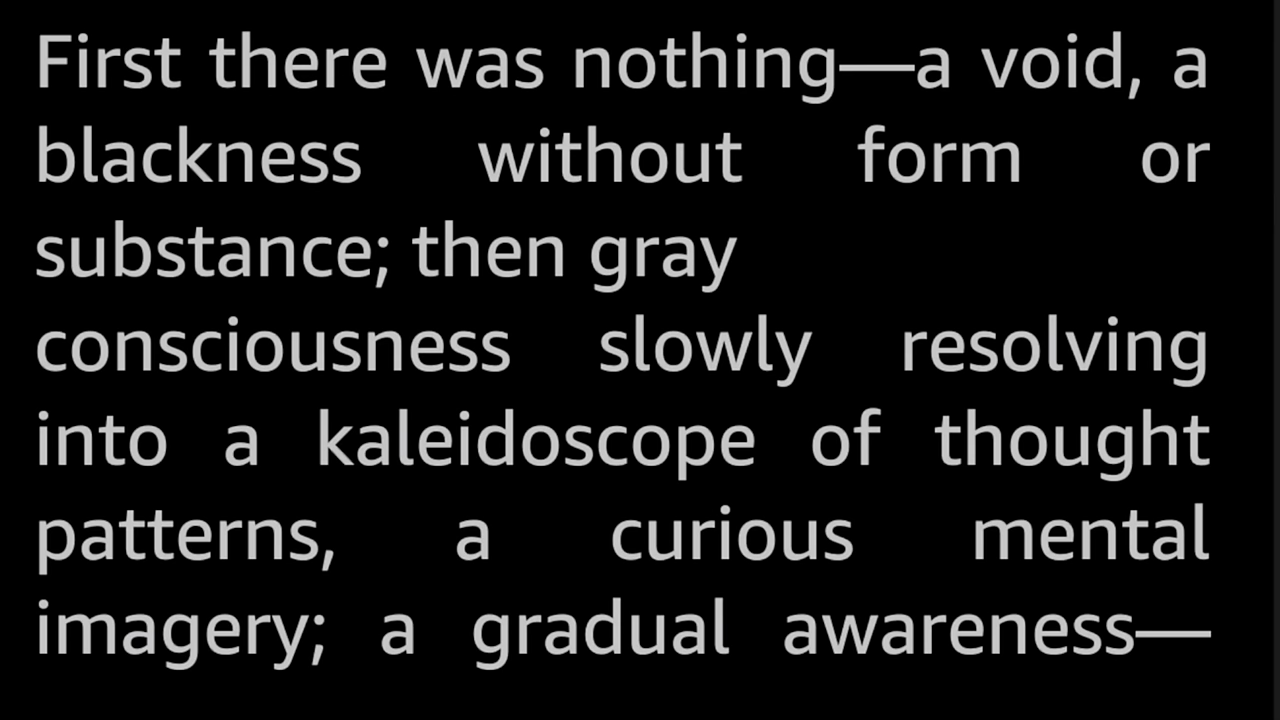 First there was nothing—a void, a
blackness without form or
substance; then gray
consciousness slowly resolving
into a kaleidoscope of thought
patterns, a curious mental
imagery; a gradual awareness—